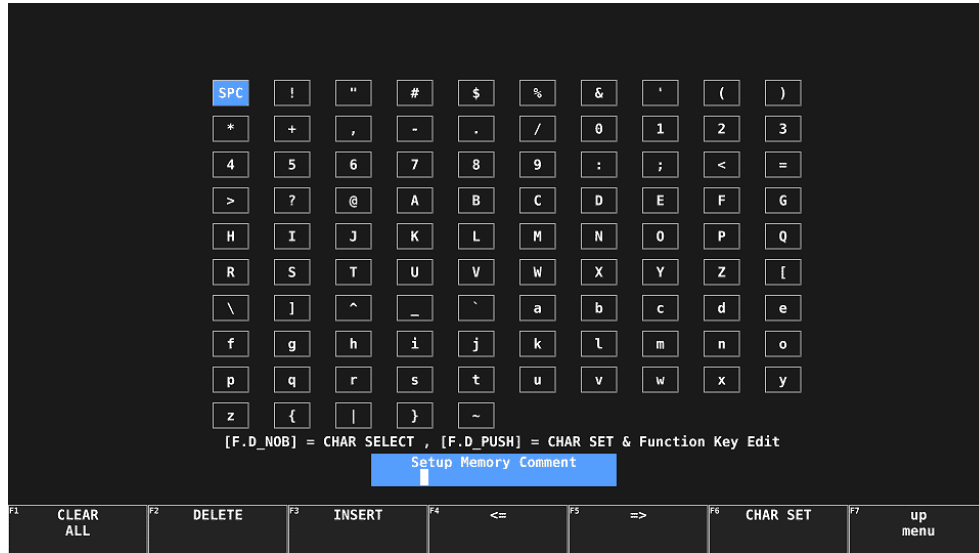 SPC ! " # $ % & ' ( )
* + , - . / 0 1 2 3
4 5 6 7 8 9 : ; < =
> ? @ A B C D E F G
H I J K L M N O P Q
R S T U V W X Y Z [
\ ] ^ _ ` a b c d e
f g h i j k l m n o
p q r s t u v w x y
z { | } ~
[F.D_NOB] = CHAR SELECT , [F.D_PUSH] = CHAR SET & Function Key Edit
Setup Memory Comment
F1 CLEAR ALL
F2 DELETE
F3 INSERT
F4 <=
F5 =>
F6 CHAR SET
F7 up menu